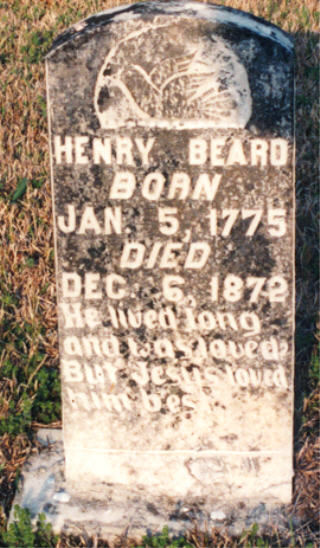 HENRY BEARD
BORN
JAN. 5, 1775
DIED
DEC. 6, 1872
He lived long
and was loved
But Jesus loved
him best